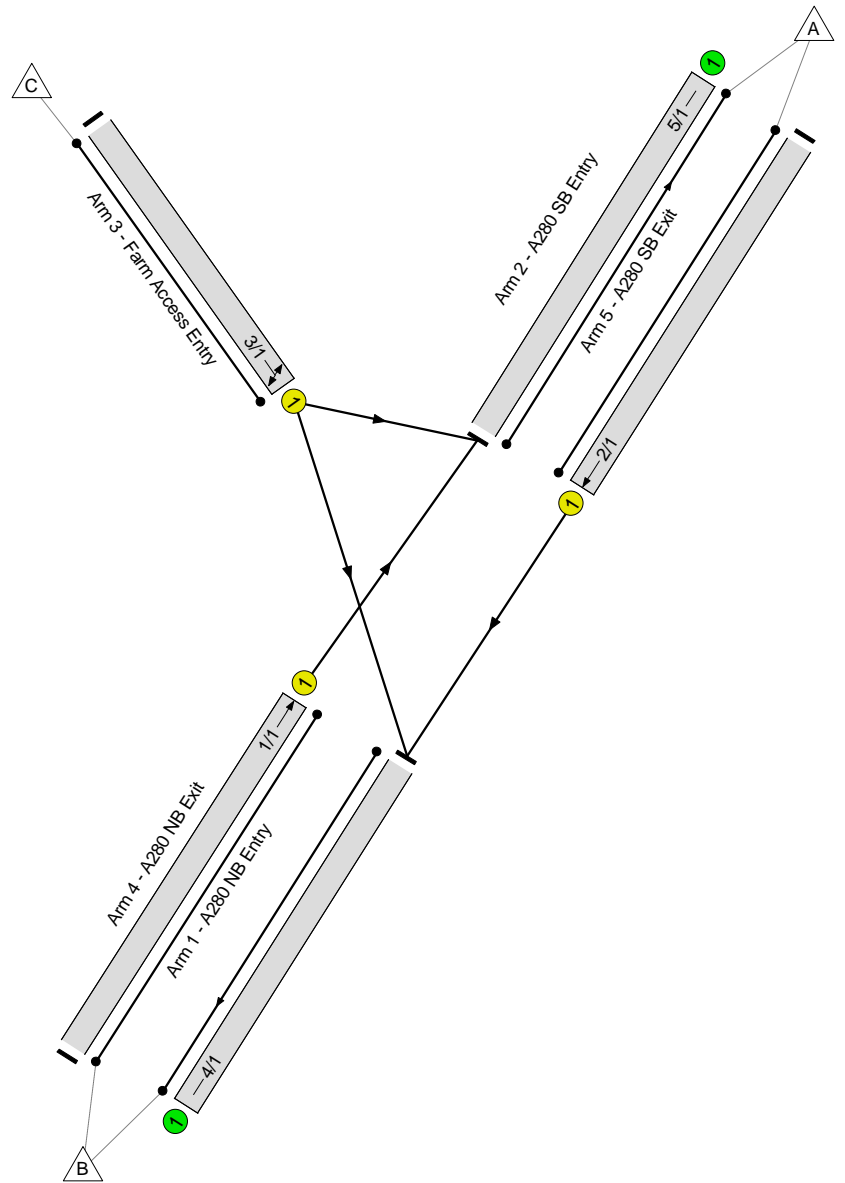 A
C
1
5/1
Arm 2 - A280 SB Entry
Arm 5 - A280 SB Exit
Arm 3 - Farm Access Entry
3/1
1
2/1
1
1
1/1
Arm 4 - A280 NB Exit
Arm 1 - A280 NB Entry
4/1
1
B